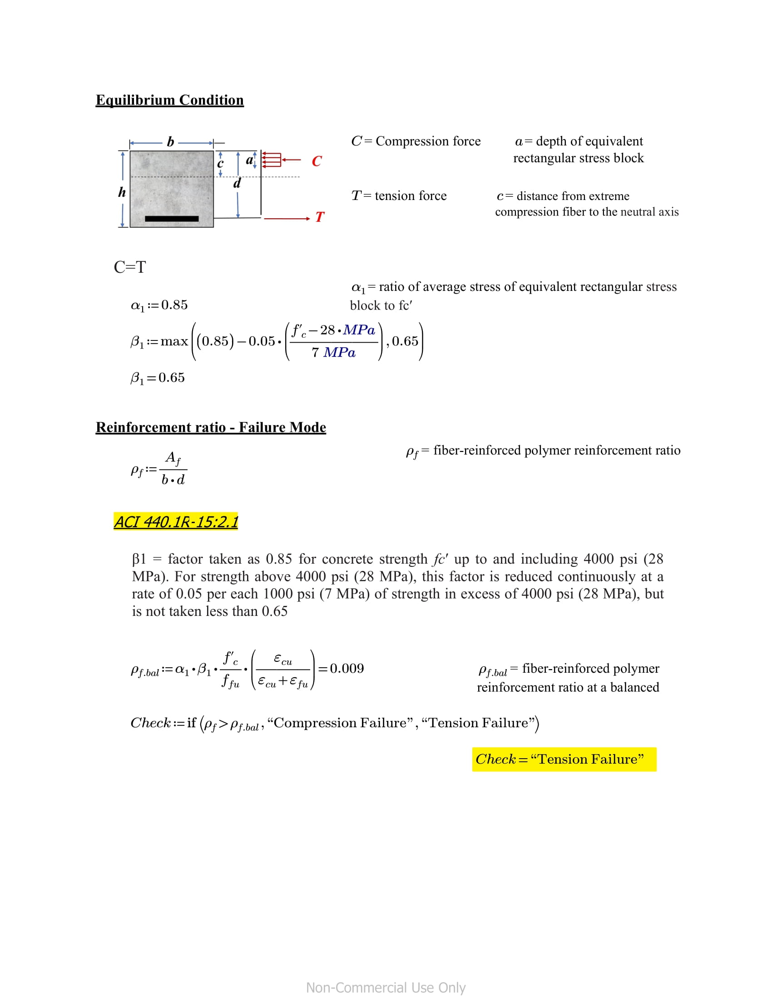 Equilibrium Condition
b
h
c
d
a
C
T
C = Compression force
a = depth of equivalent
rectangular stress block
T = tension force
c = distance from extreme
compression fiber to the neutral axis
C=T
α₁ = ratio of average stress of equivalent rectangular stress
block to fc′
α₁ := 0.85
β₁ := max((0.85) − 0.05 • ((f′c − 28 • MPa) / (7 MPa)), 0.65)
β₁ = 0.65
Reinforcement ratio - Failure Mode
ρf = fiber-reinforced polymer reinforcement ratio
ρf := Af / (b • d)
ACI 440.1R-15:2.1
β1 = factor taken as 0.85 for concrete strength fc′ up to and including 4000 psi (28
MPa). For strength above 4000 psi (28 MPa), this factor is reduced continuously at a
rate of 0.05 per each 1000 psi (7 MPa) of strength in excess of 4000 psi (28 MPa), but
is not taken less than 0.65
ρf.bal := α₁ • β₁ • (f′c / ffu) • (εcu / (εcu + εfu)) = 0.009
ρf.bal = fiber-reinforced polymer
reinforcement ratio at a balanced
Check := if (ρf > ρf.bal, “Compression Failure”, “Tension Failure”)
Check = “Tension Failure”
Non-Commercial Use Only